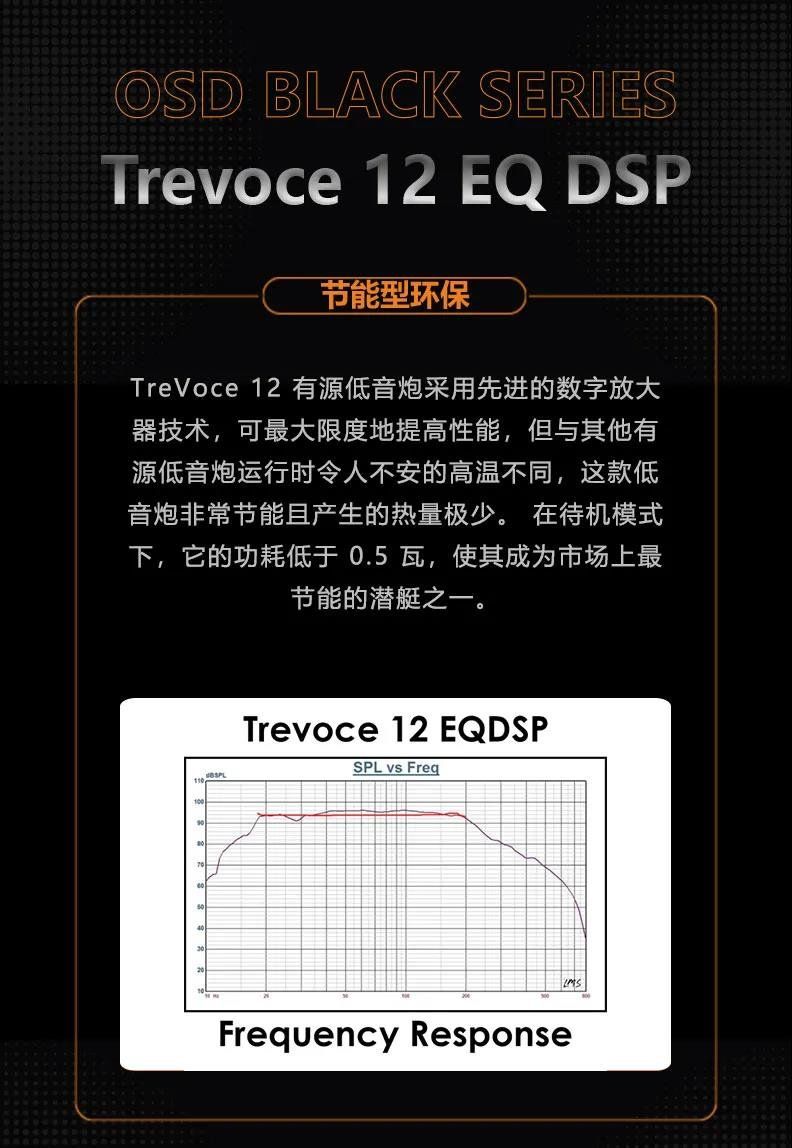 OSD BLACK SERIES
Trevoce 12 EQ DSP
节能型环保
TreVoce 12 有源低音炮采用先进的数字放大
器技术，可最大限度地提高性能，但与其他有
源低音炮运行时令人不安的高温不同，这款低
音炮非常节能且产生的热量极少。 在待机模式
下，它的功耗低于 0.5 瓦，使其成为市场上最
节能的潜艇之一。
Trevoce 12 EQDSP
SPL vs Freq
dBSPL
110
100
90
80
70
60
50
40
30
20
10
10 Hz 20 50 100 200 500 800
LMS
Frequency Response